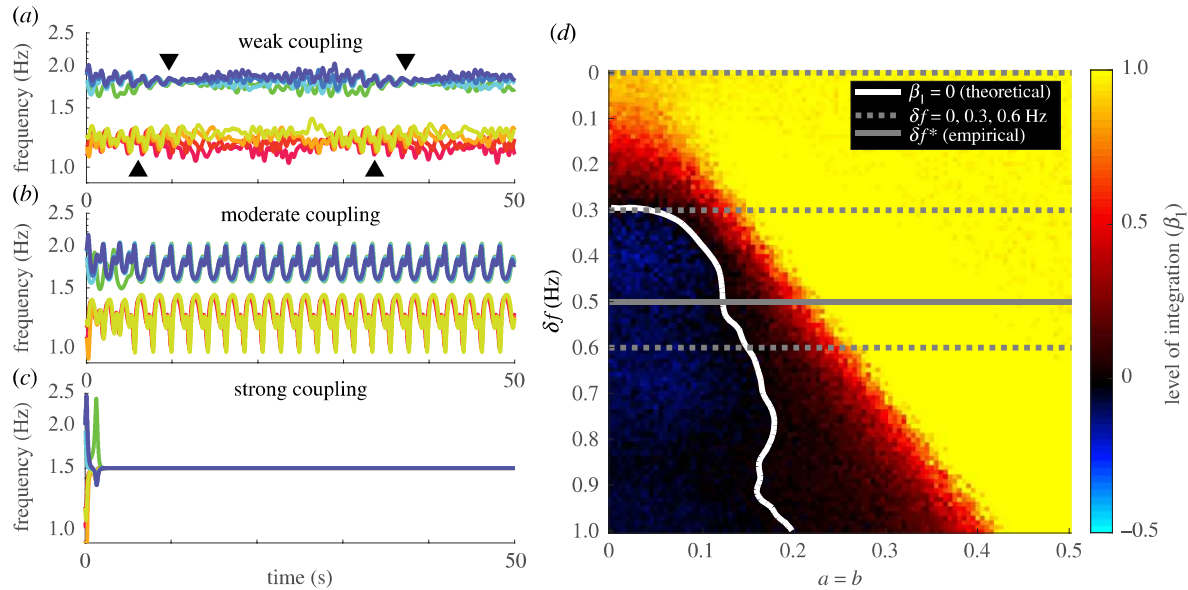 (a)
weak coupling
frequency (Hz)
2.5
2.0
1.5
1.0
0
50
(b)
moderate coupling
frequency (Hz)
2.5
2.0
1.5
1.0
0
50
(c)
strong coupling
frequency (Hz)
2.5
1.5
1.0
0
50
time (s)
(d)
β1 = 0 (theoretical)
δf = 0, 0.3, 0.6 Hz
δf* (empirical)
δf (Hz)
0
0.1
0.2
0.3
0.4
0.5
0.6
0.7
0.8
0.9
1.0
0
0.1
0.2
0.3
0.4
0.5
a = b
1.0
0.5
0
−0.5
level of integration (β1)